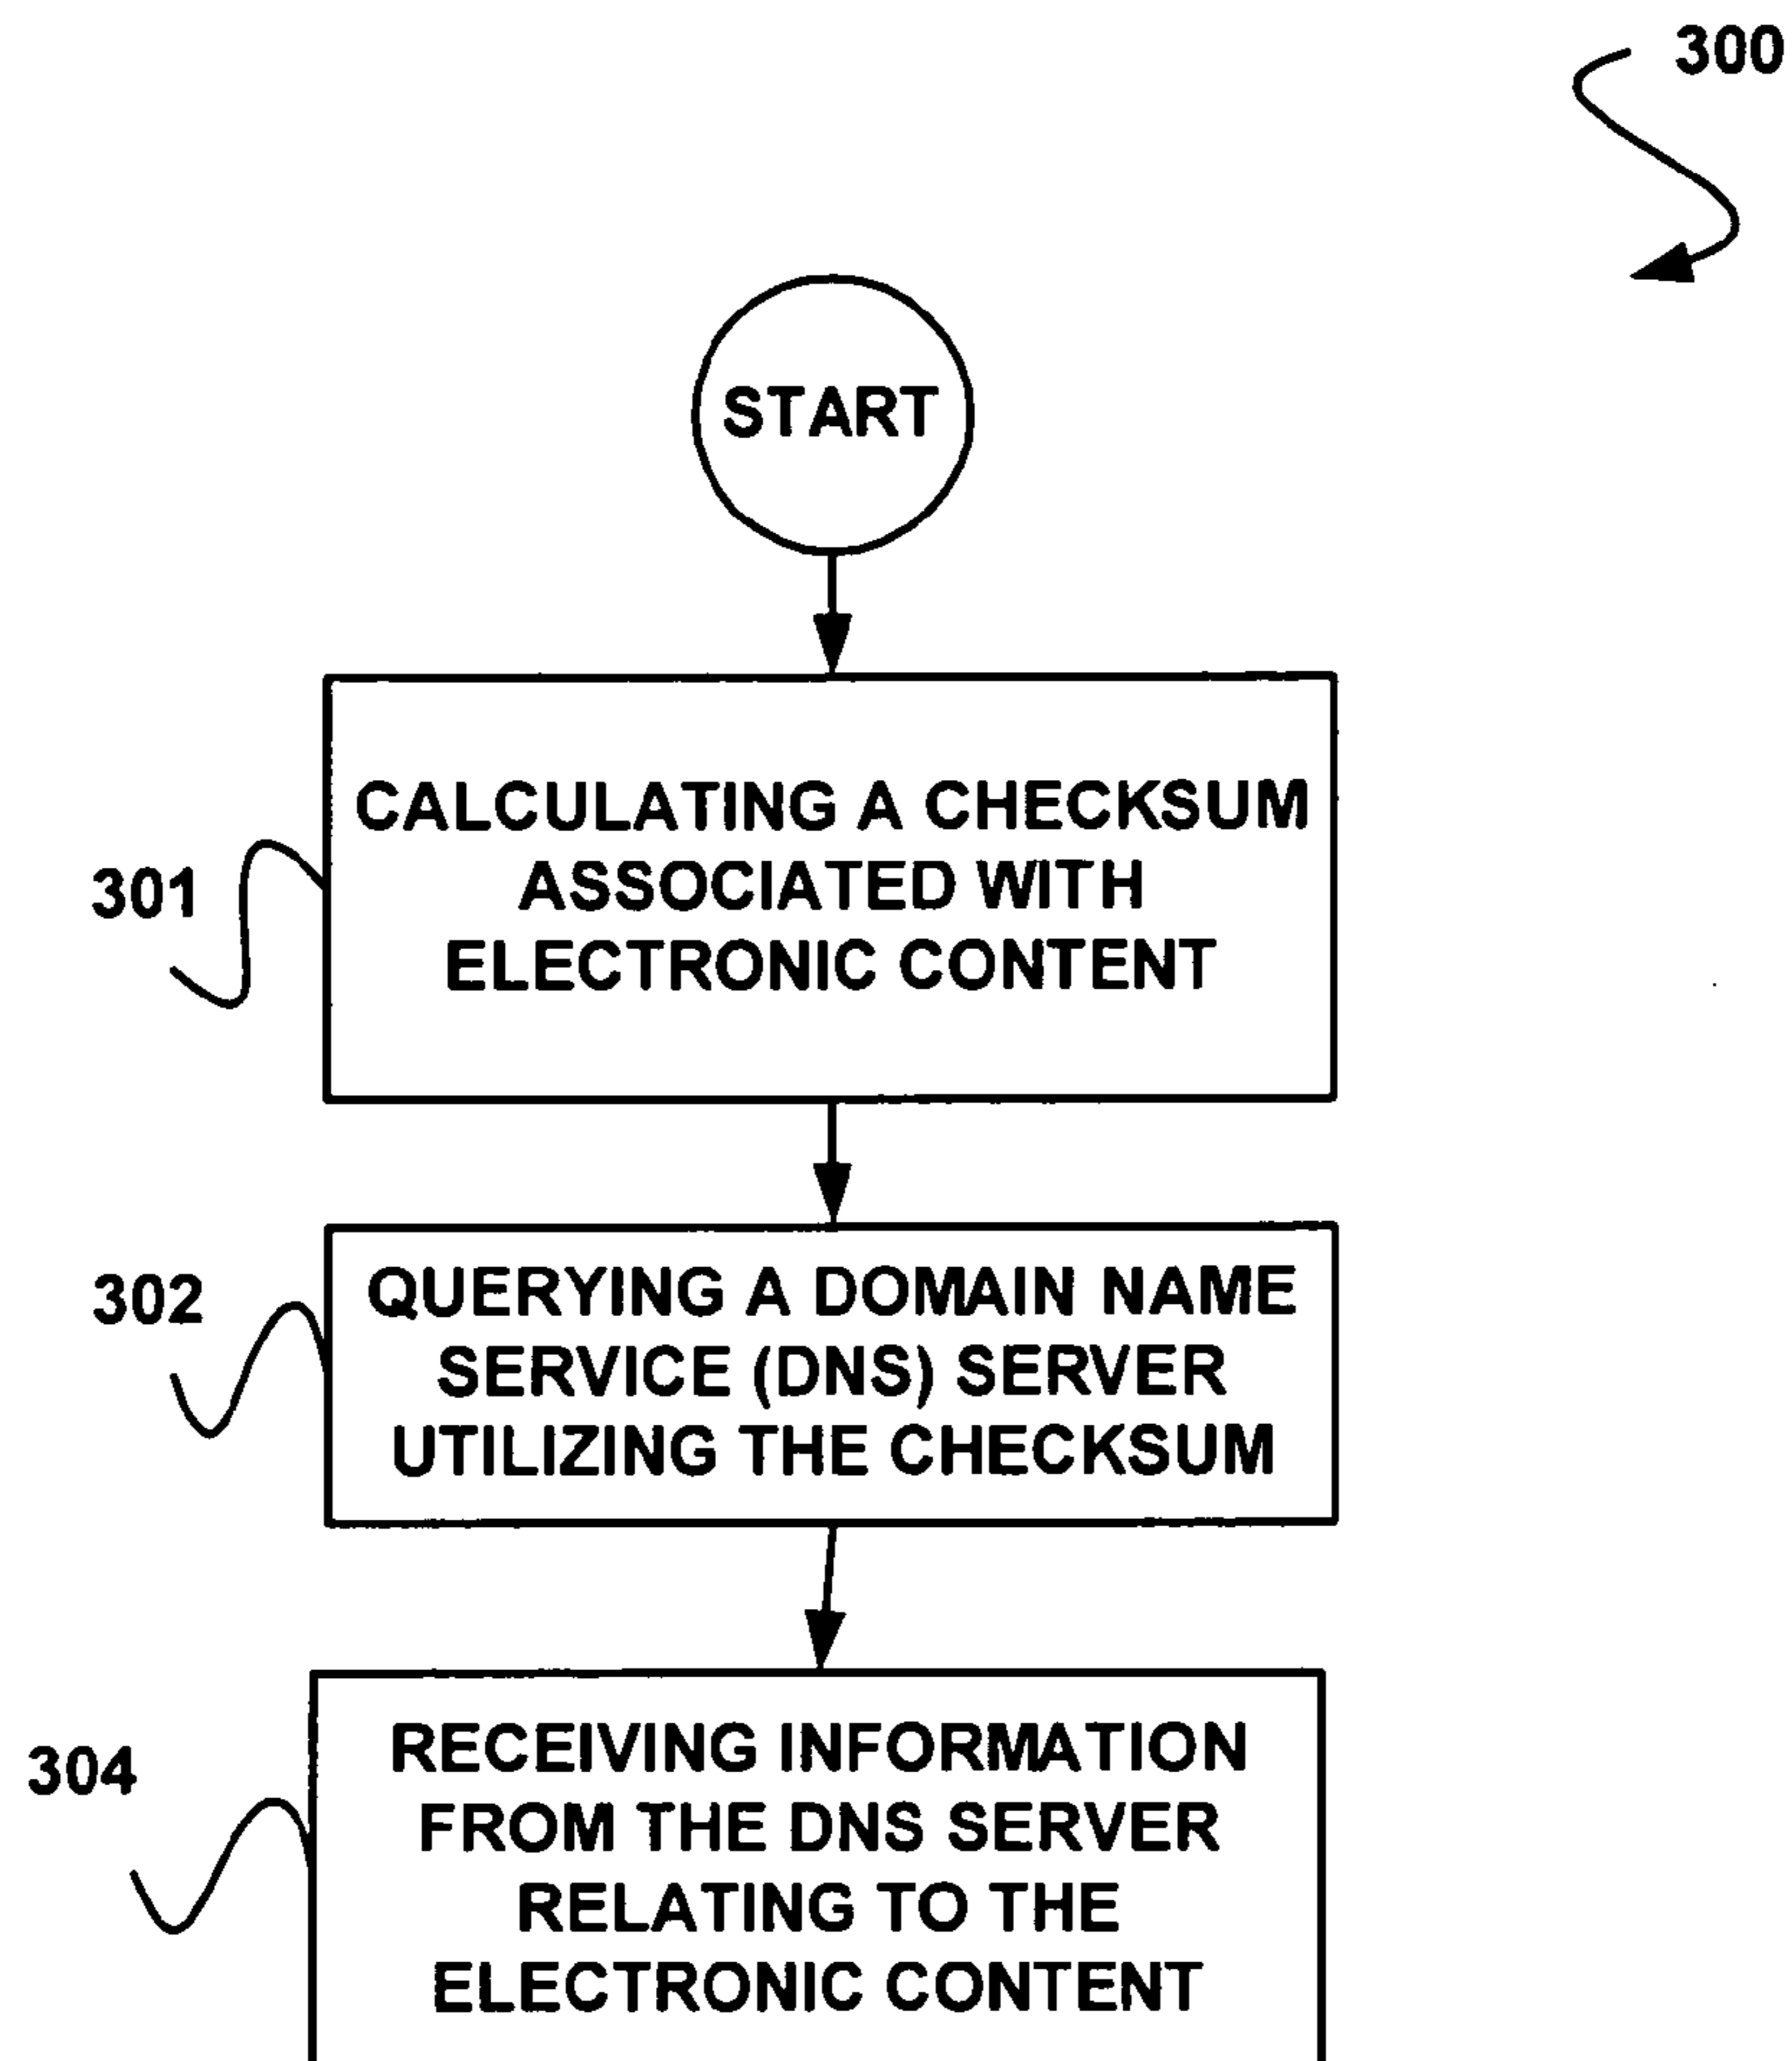 300
START
301
CALCULATING A CHECKSUM
ASSOCIATED WITH
ELECTRONIC CONTENT
302
QUERYING A DOMAIN NAME
SERVICE (DNS) SERVER
UTILIZING THE CHECKSUM
304
RECEIVING INFORMATION
FROM THE DNS SERVER
RELATING TO THE
ELECTRONIC CONTENT